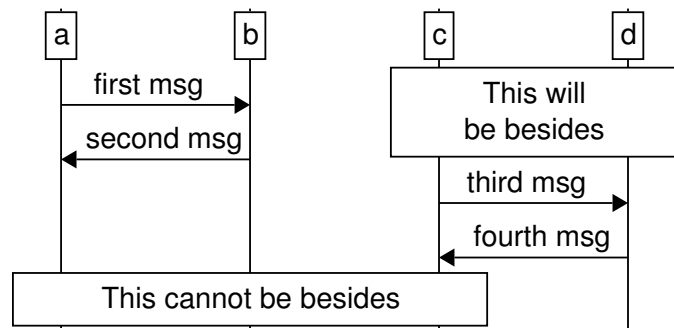 a
b
c
d
first msg
This will
be besides
second msg
third msg
fourth msg
This cannot be besides